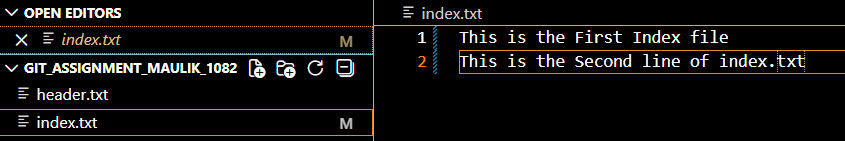 OPEN EDITORS
index.txt M
GIT_ASSIGNMENT_MAULIK_1082
header.txt
index.txt M
index.txt
1 This is the First Index file
2 This is the Second line of index.txt